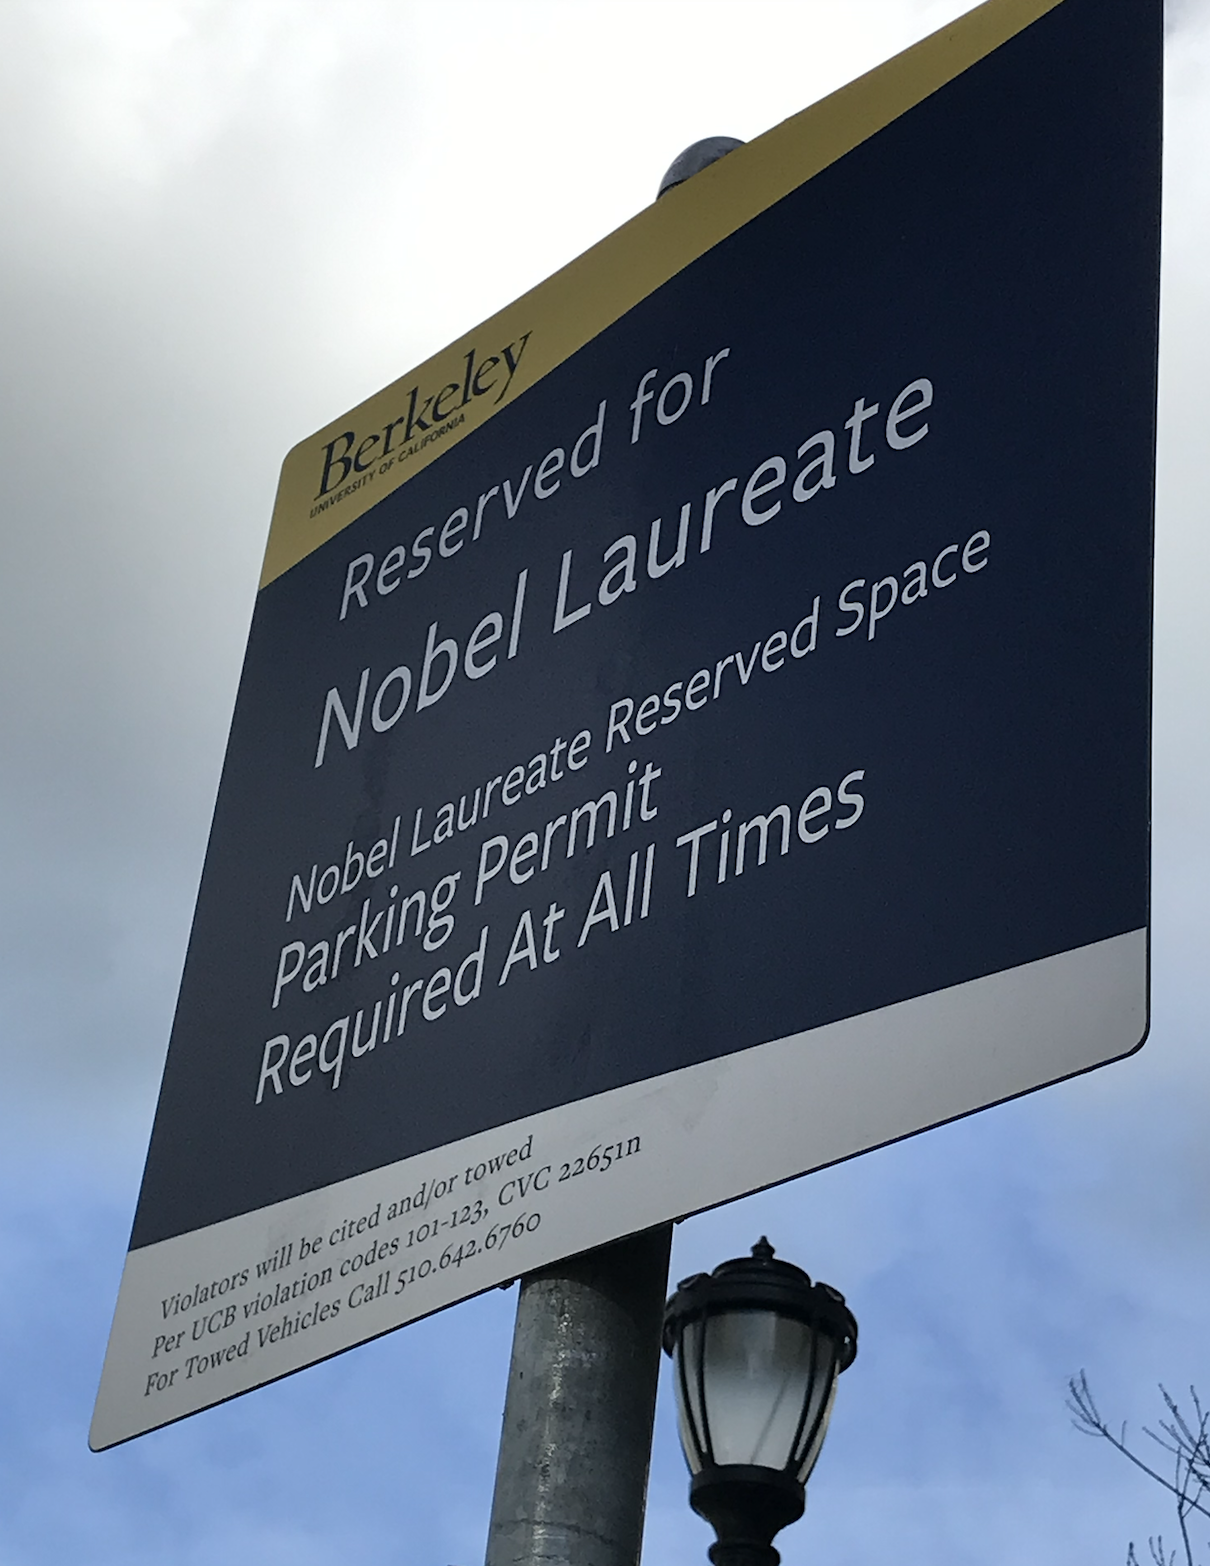 Berkeley
UNIVERSITY OF CALIFORNIA
Reserved for
Nobel Laureate
Nobel Laureate Reserved Space
Parking Permit
Required At All Times
Violators will be cited and/or towed
Per UCB violation codes 101-123, CVC 22651n
For Towed Vehicles Call 510.642.6760